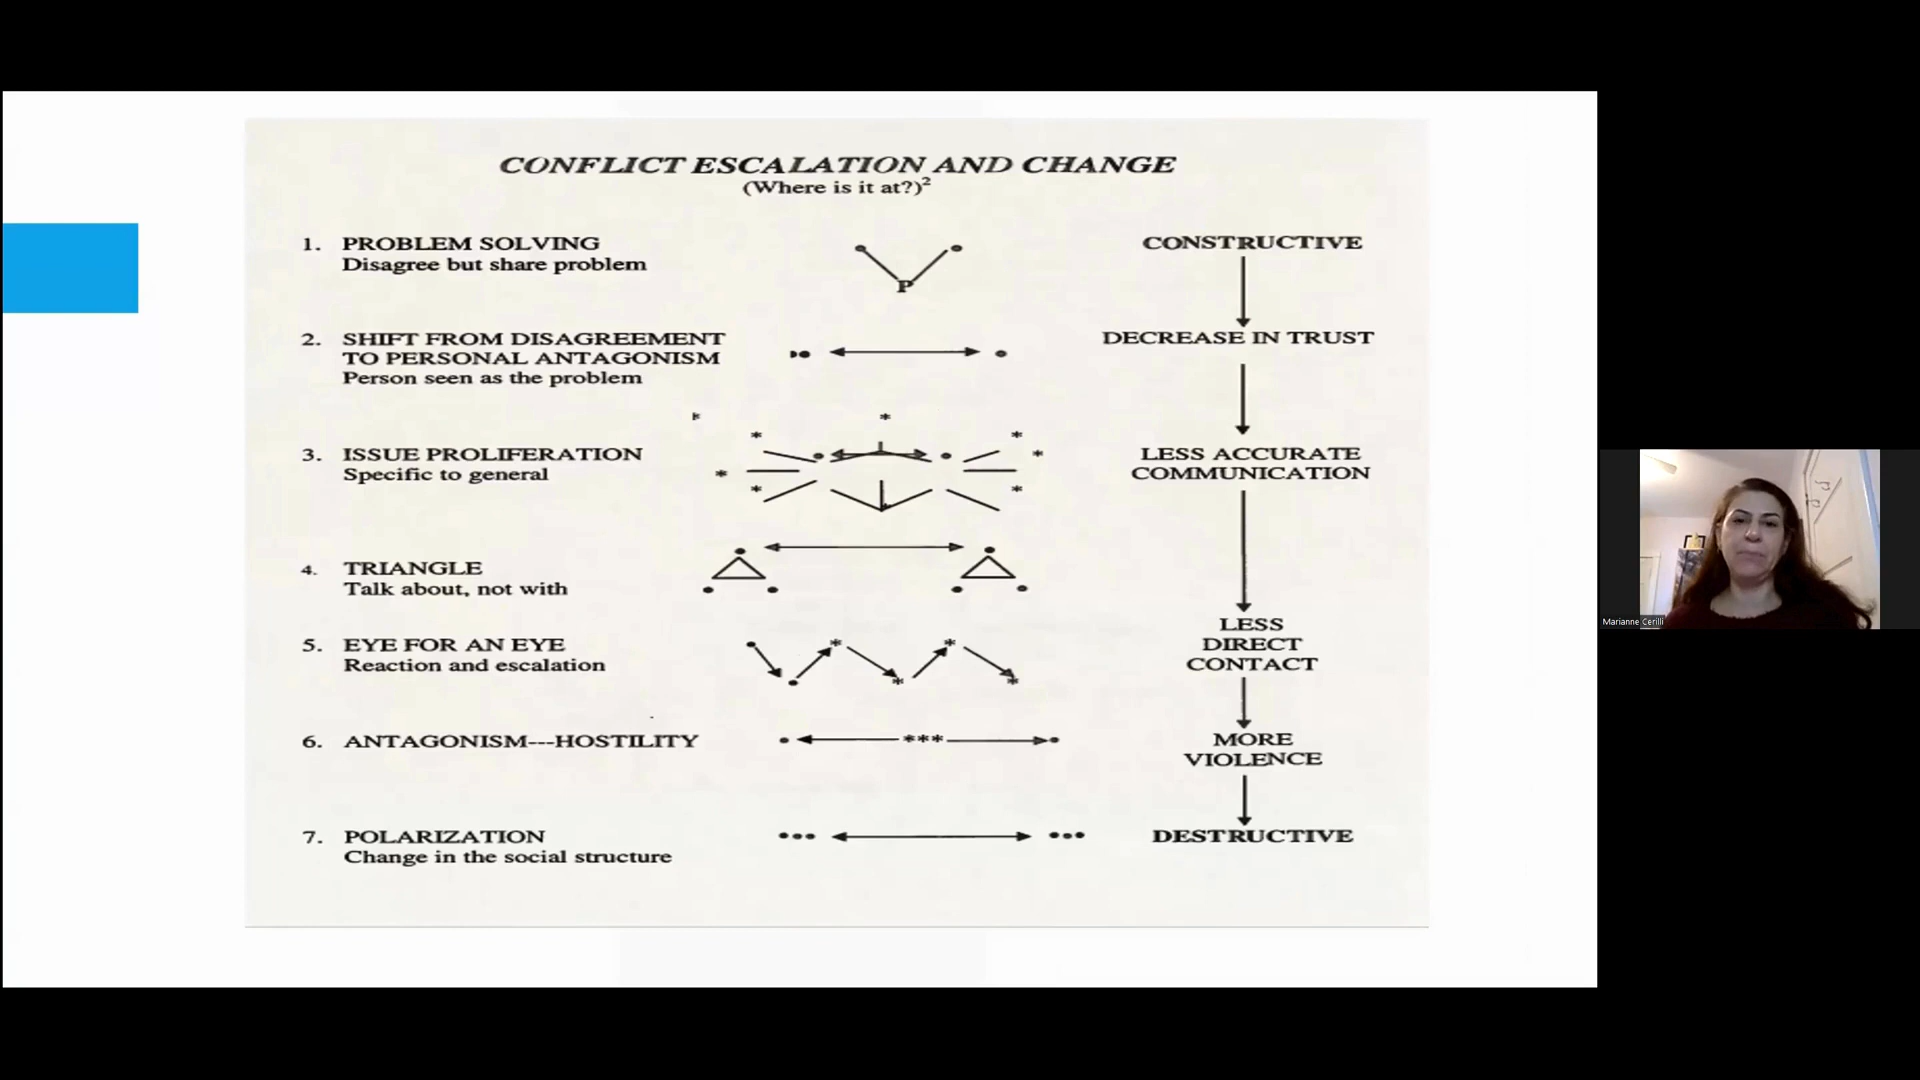 CONFLICT ESCALATION AND CHANGE
(Where is it at?)2
1. PROBLEM SOLVING
Disagree but share problem
P
CONSTRUCTIVE
2. SHIFT FROM DISAGREEMENT
TO PERSONAL ANTAGONISM
Person seen as the problem
DECREASE IN TRUST
3. ISSUE PROLIFERATION
Specific to general
LESS ACCURATE
COMMUNICATION
4. TRIANGLE
Talk about, not with
LESS
DIRECT
CONTACT
5. EYE FOR AN EYE
Reaction and escalation
6. ANTAGONISM---HOSTILITY
***
MORE
VIOLENCE
7. POLARIZATION
Change in the social structure
DESTRUCTIVE
Marianne Cerilli